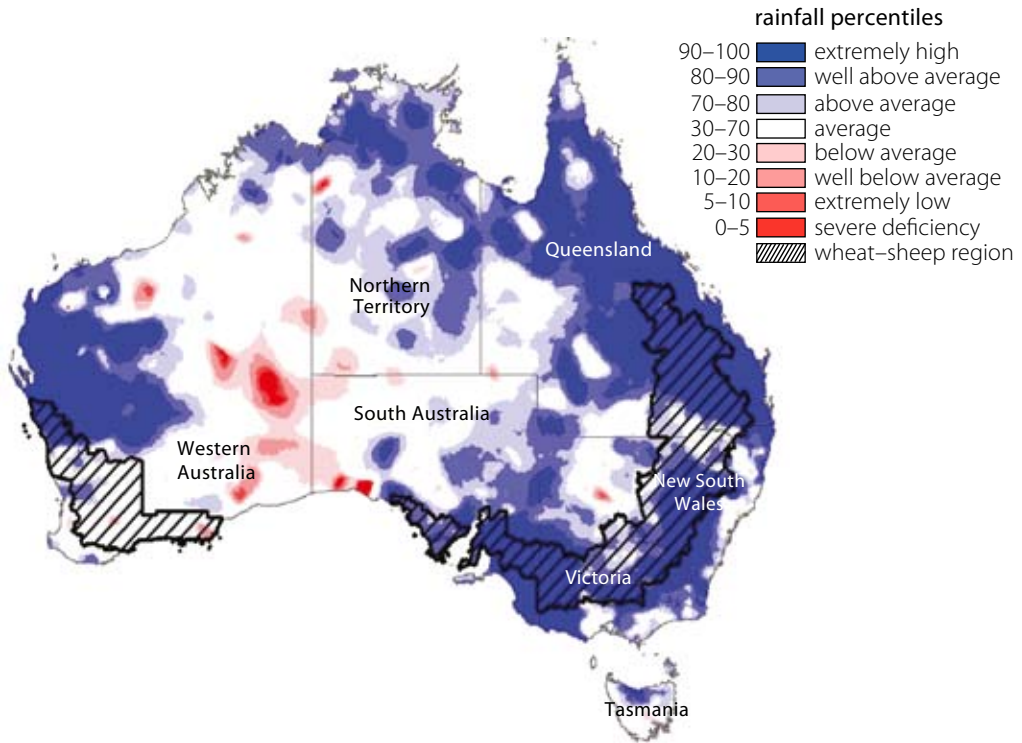 rainfall percentiles
90–100 extremely high
80–90 well above average
70–80 above average
30–70 average
20–30 below average
10–20 well below average
5–10 extremely low
0–5 severe deficiency
wheat–sheep region
Queensland
Northern
Territory
South Australia
Western
Australia
New South
Wales
Victoria
Tasmania